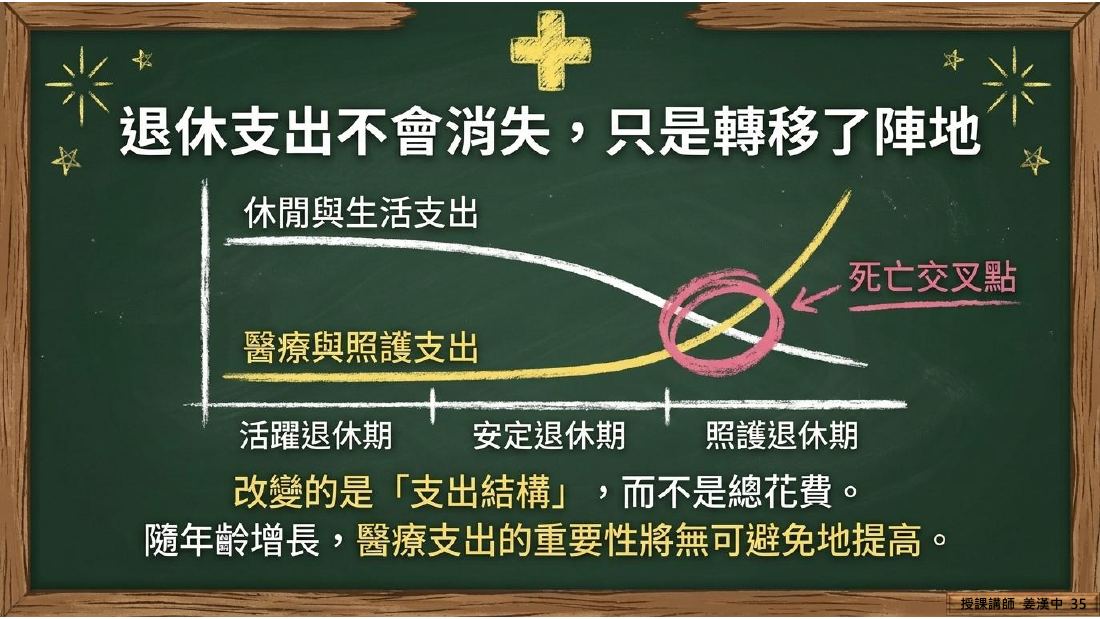 退休支出不會消失，只是轉移了陣地
休閒與生活支出
死亡交叉點
醫療與照護支出
活躍退休期
安定退休期
照護退休期
改變的是「支出結構」，而不是總花費。
隨年齡增長，醫療支出的重要性將無可避免地提高。
授課講師 姜漢中 35